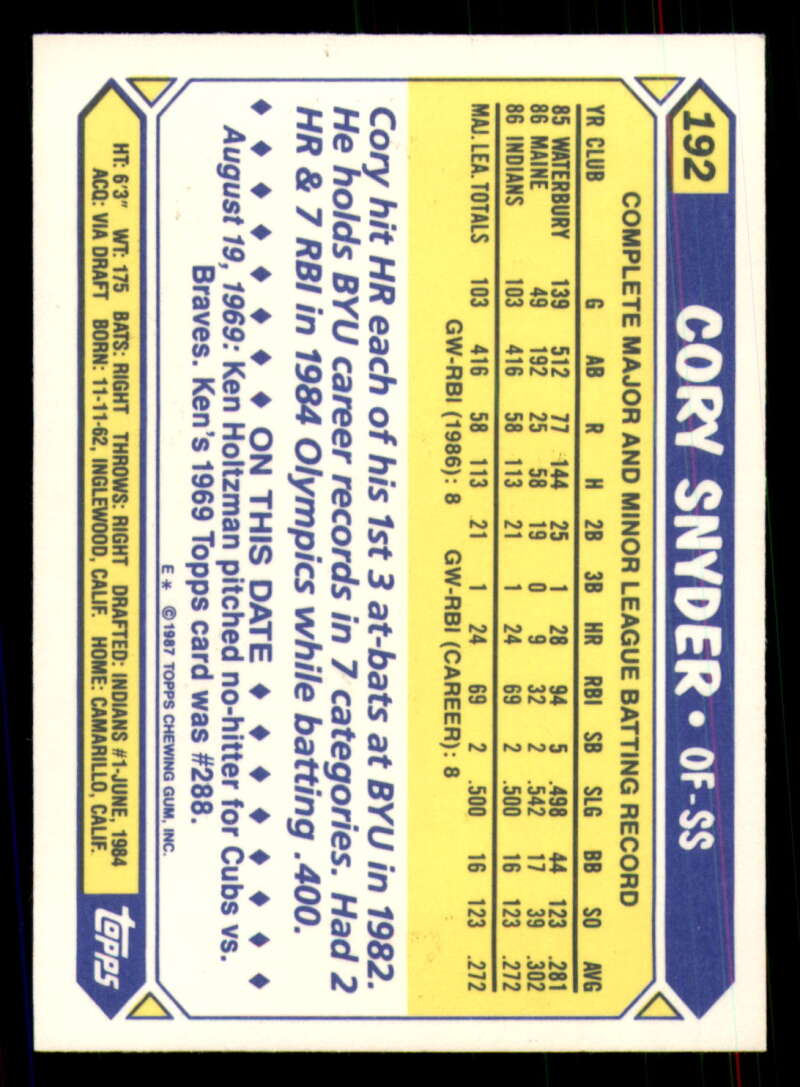 192 CORY SNYDER • OF-SS
COMPLETE MAJOR AND MINOR LEAGUE BATTING RECORD
YR CLUB G AB R H 2B 3B HR RBI SB SLG BB SO AVG
85 WATERBURY 139 512 77 144 25 1 28 94 5 .498 44 123 .281
86 MAINE 49 192 25 58 19 0 9 32 2 .542 17 39 .302
86 INDIANS 103 416 58 113 21 1 24 69 2 .500 16 123 .272
MAJ. LEA. TOTALS 103 416 58 113 21 1 24 69 2 .500 16 123 .272
GW-RBI (1986): 8 GW-RBI (CAREER): 8
Cory hit HR each of his 1st 3 at-bats at BYU in 1982.
He holds BYU career records in 7 categories. Had 2
HR & 7 RBI in 1984 Olympics while batting .400.
◆ ◆ ◆ ◆ ◆ ◆ ◆ ON THIS DATE ◆ ◆ ◆ ◆ ◆ ◆ ◆
August 19, 1969: Ken Holtzman pitched no-hitter for Cubs vs.
Braves. Ken's 1969 Topps card was #288.
E* ©1987 TOPPS CHEWING GUM, INC.
HT: 6'3" WT: 175 BATS: RIGHT THROWS: RIGHT DRAFTED: INDIANS #1-JUNE, 1984
ACQ: VIA DRAFT BORN: 11-11-62, INGLEWOOD, CALIF. HOME: CAMARILLO, CALIF.
topps